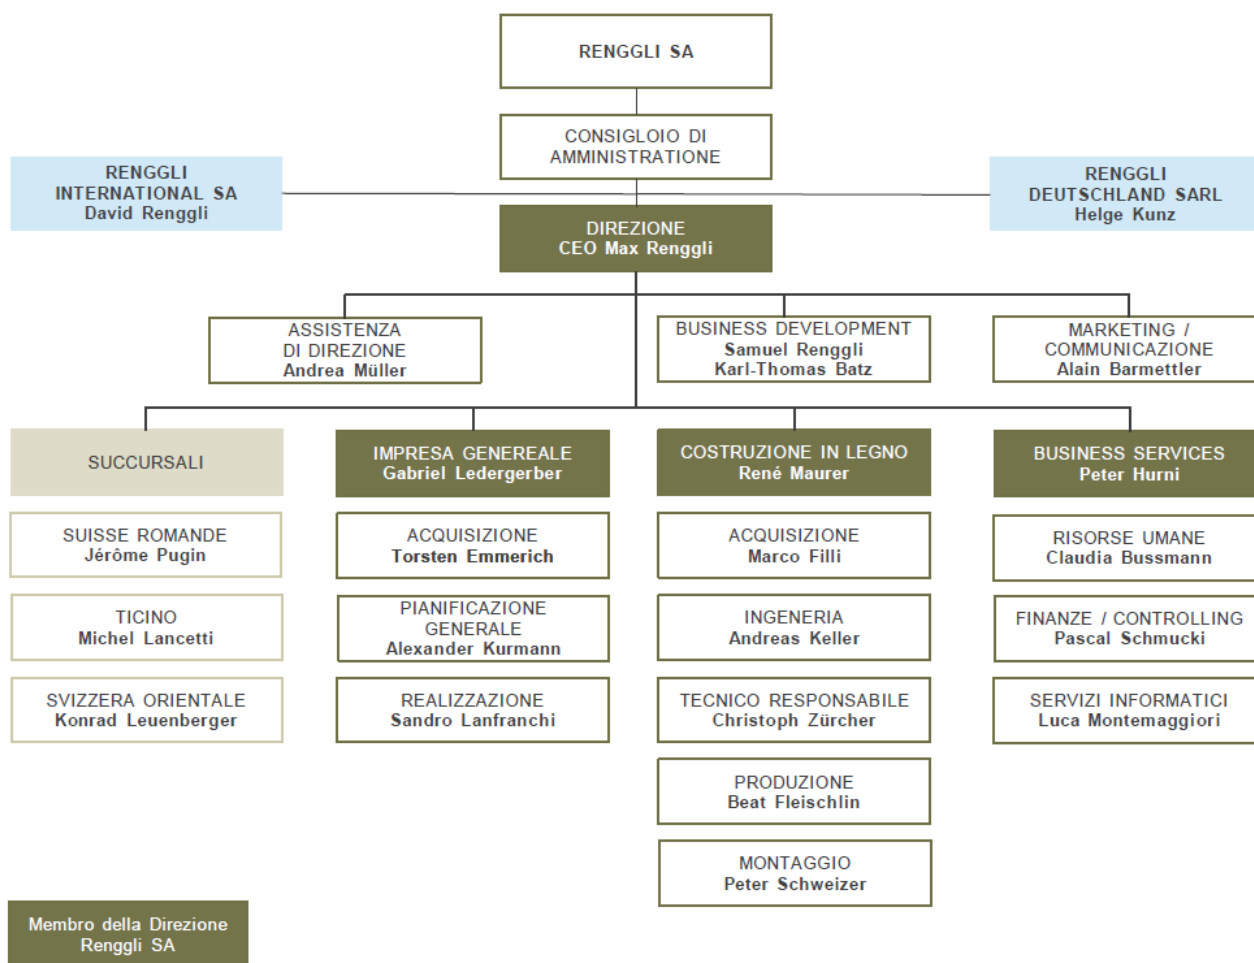 RENGGLI SA
CONSIGLOIO DI
AMMINISTRATIONE
RENGGLI
INTERNATIONAL SA
David Renggli
RENGGLI
DEUTSCHLAND SARL
Helge Kunz
DIREZIONE
CEO Max Renggli
ASSISTENZA
DI DIREZIONE
Andrea Müller
BUSINESS DEVELOPMENT
Samuel Renggli
Karl-Thomas Batz
MARKETING /
COMMUNICAZIONE
Alain Barmettler
SUCCURSALI
SUISSE ROMANDE
Jérôme Pugin
TICINO
Michel Lancetti
SVIZZERA ORIENTALE
Konrad Leuenberger
IMPRESA GENEREALE
Gabriel Ledergerber
ACQUISIZIONE
Torsten Emmerich
PIANIFICAZIONE
GENERALE
Alexander Kurmann
REALIZZAZIONE
Sandro Lanfranchi
COSTRUZIONE IN LEGNO
René Maurer
ACQUISIZIONE
Marco Filli
INGENERIA
Andreas Keller
TECNICO RESPONSABILE
Christoph Zürcher
PRODUZIONE
Beat Fleischlin
MONTAGGIO
Peter Schweizer
BUSINESS SERVICES
Peter Hurni
RISORSE UMANE
Claudia Bussmann
FINANZE / CONTROLLING
Pascal Schmucki
SERVIZI INFORMATICI
Luca Montemaggiori
Membro della Direzione
Renggli SA